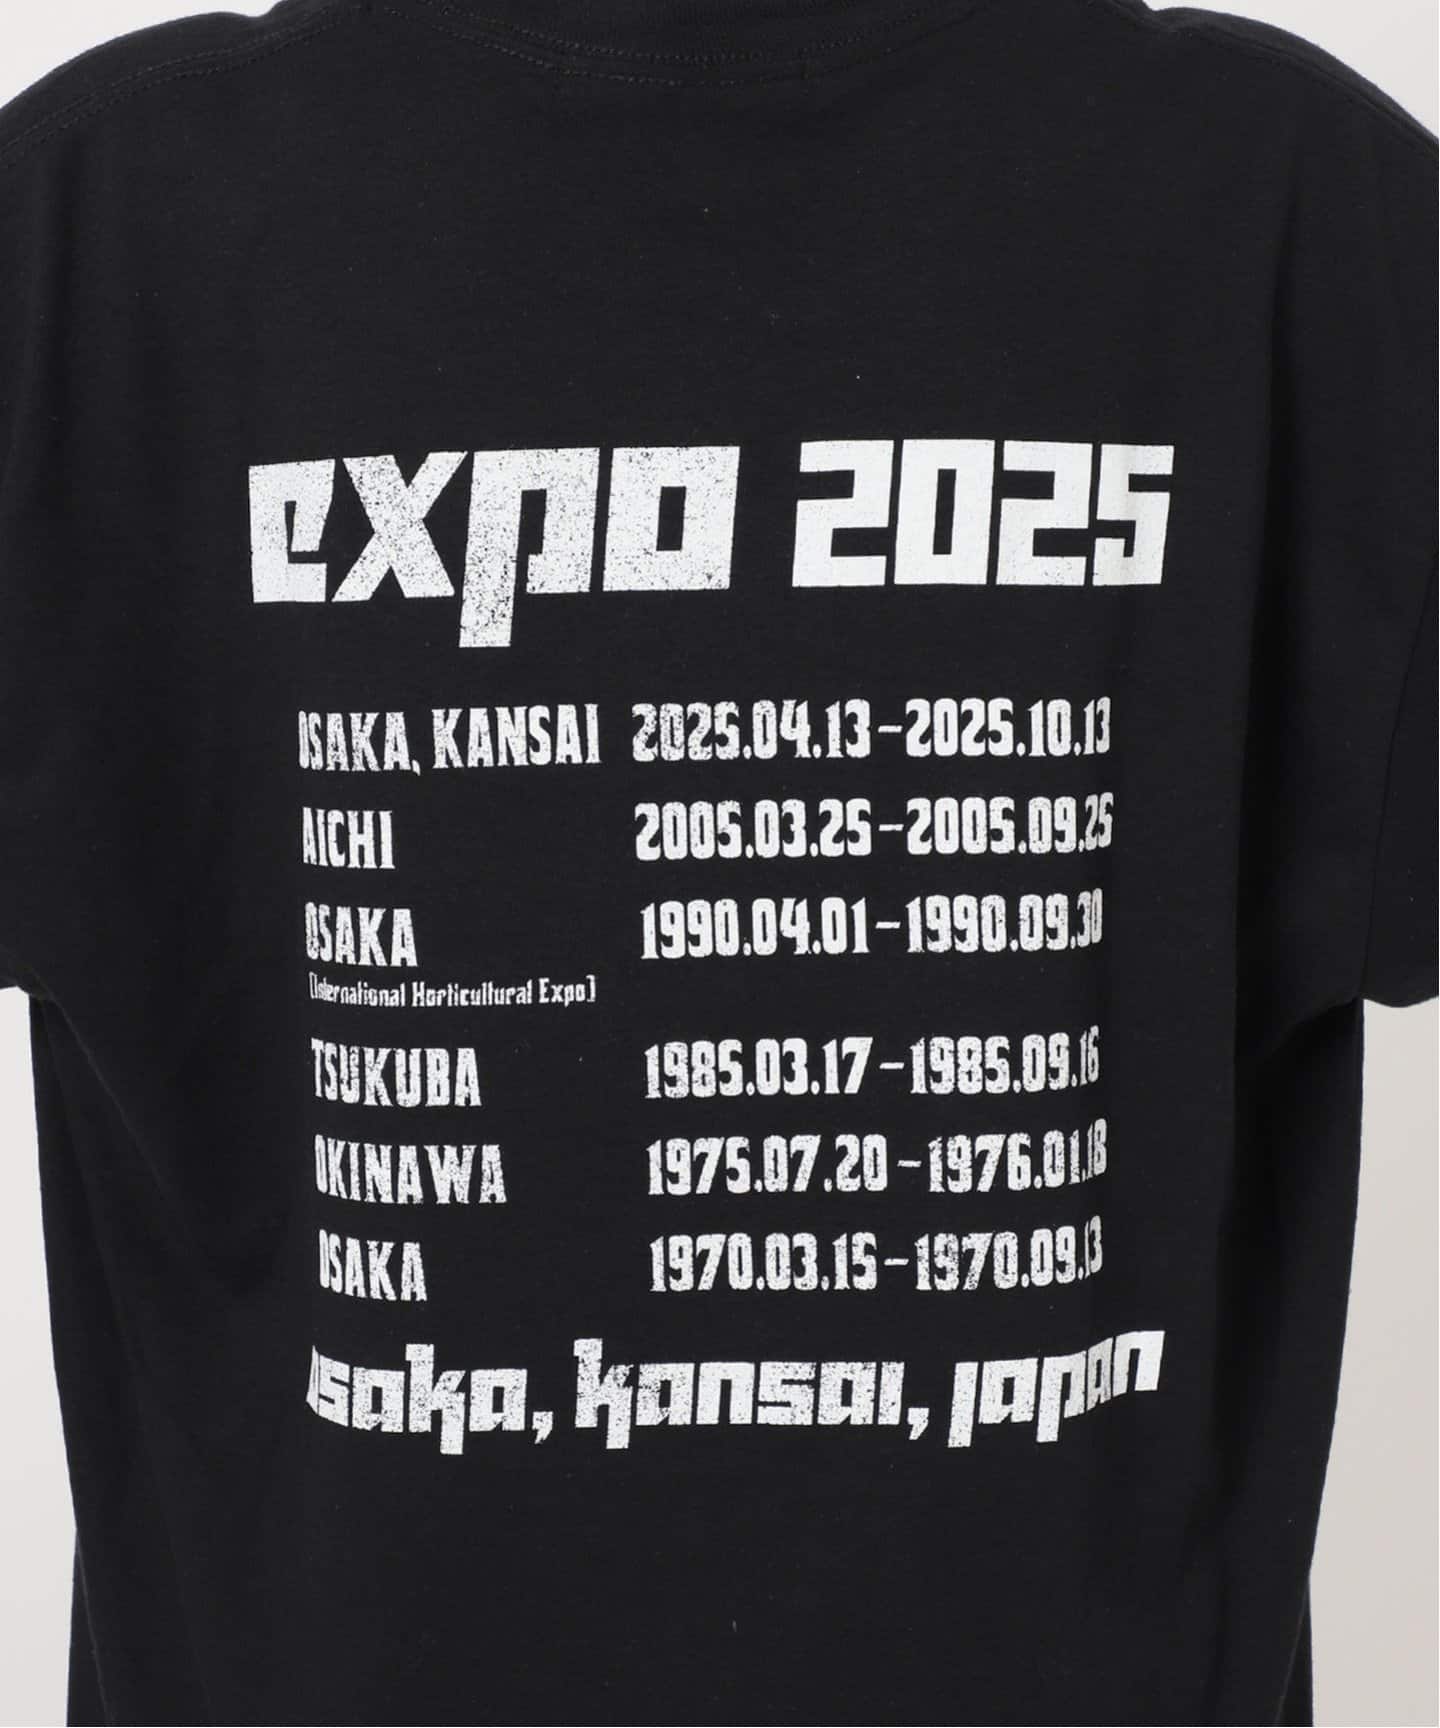 expo 2025
OSAKA, KANSAI 2025.04.13-2025.10.13
AICHI 2005.03.25-2005.09.25
OSAKA 1990.04.01-1990.09.30
[International Horticultural Expo]
TSUKUBA 1985.03.17-1985.09.16
OKINAWA 1975.07.20-1976.01.18
OSAKA 1970.03.15-1970.09.13
osaka, kansai, japan